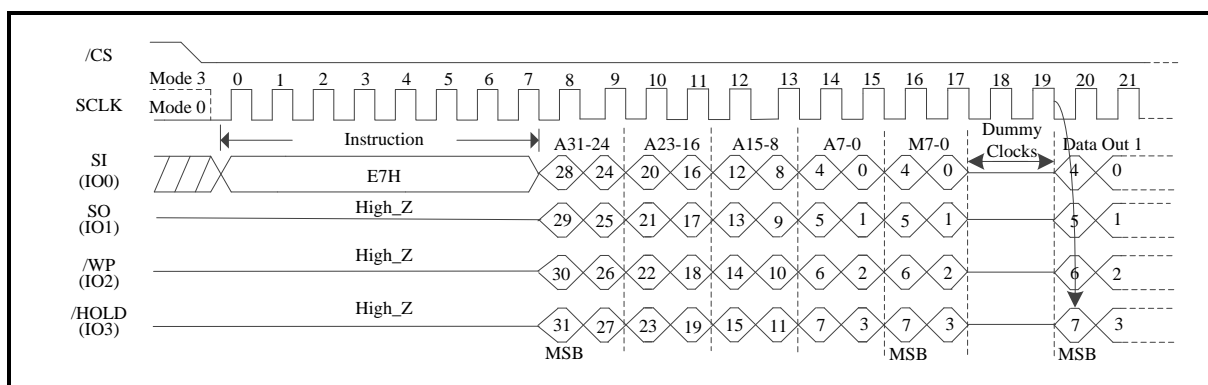 /CS
Mode 3 0 1 2 3 4 5 6 7 8 9 10 11 12 13 14 15 16 17 18 19 20 21
SCLK Mode 0
Instruction A31-24 A23-16 A15-8 A7-0 M7-0 Dummy Clocks Data Out 1
SI (IO0) E7H 28 24 20 16 12 8 4 0 4 0 4 0
SO (IO1) High_Z 29 25 21 17 13 9 5 1 5 1 5 1
/WP (IO2) High_Z 30 26 22 18 14 10 6 2 6 2 6 2
/HOLD (IO3) High_Z 31 27 23 19 15 11 7 3 7 3 7 3
MSB MSB MSB